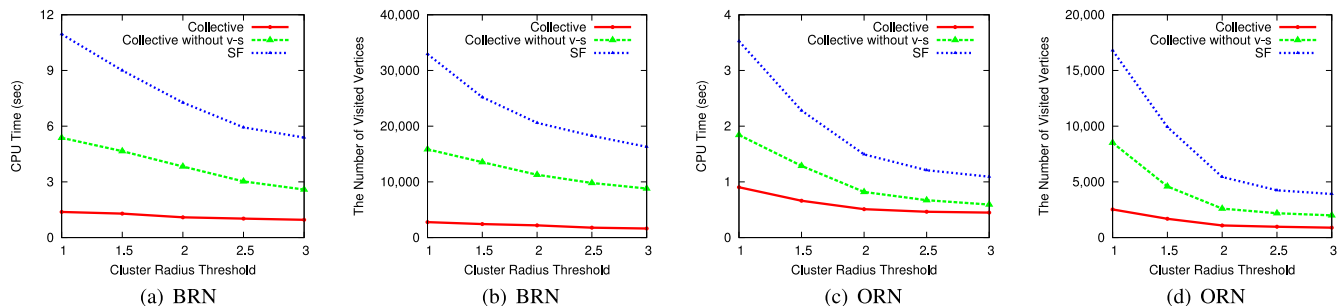 CPU Time (sec)
12
9
6
3
0
Collective
Collective without v-s
SF
1
1.5
2
2.5
3
Cluster Radius Threshold
(a) BRN
The Number of Visited Vertices
40,000
30,000
20,000
10,000
0
Collective
Collective without v-s
SF
1
1.5
2
2.5
3
Cluster Radius Threshold
(b) BRN
CPU Time (sec)
4
3
2
1
0
Collective
Collective without v-s
SF
1
1.5
2
2.5
3
Cluster Radius Threshold
(c) ORN
The Number of Visited Vertices
20,000
15,000
10,000
5,000
0
Collective
Collective without v-s
SF
1
1.5
2
2.5
3
Cluster Radius Threshold
(d) ORN